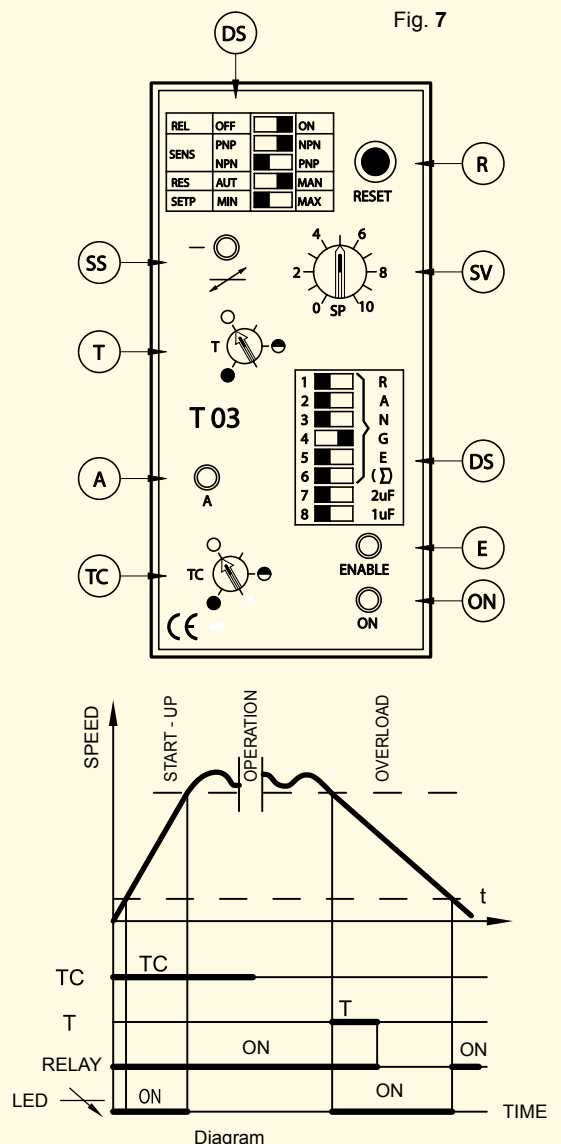 Fig. 7
DS
REL OFF ON
SENS PNP NPN
NPN PNP
RES AUT MAN
SETP MIN MAX
RESET
R
SS
4 6
2 8
0 SP 10
SV
T
T
1 R
2 A
3 N
4 G
5 E
6 (Σ)
7 2uF
8 1uF
T 03
DS
A
A
E
ENABLE
TC
TC
ON
ON
CE
SPEED
START - UP
OPERATION
OVERLOAD
t
TC TC
T T
RELAY ON ON
LED ON ON
TIME
Diagram